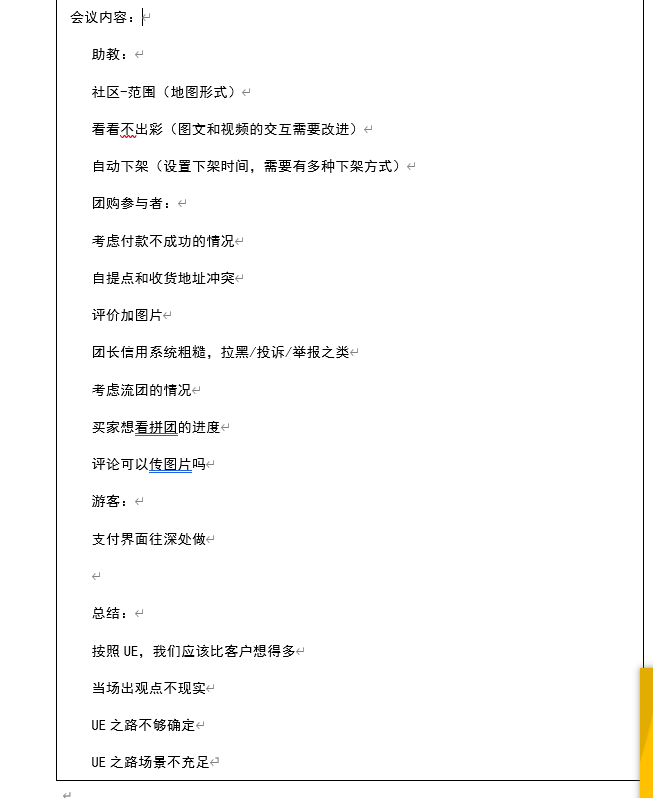 会议内容：
助教：
社区-范围（地图形式）
看看不出彩（图文和视频的交互需要改进）
自动下架（设置下架时间，需要有多种下架方式）
团购参与者：
考虑付款不成功的情况
自提点和收货地址冲突
评价加图片
团长信用系统粗糙，拉黑/投诉/举报之类
考虑流团的情况
买家想看拼团的进度
评论可以传图片吗
游客：
支付界面往深处做
总结：
按照 UE，我们应该比客户想得多
当场出观点不现实
UE 之路不够确定
UE 之路场景不充足